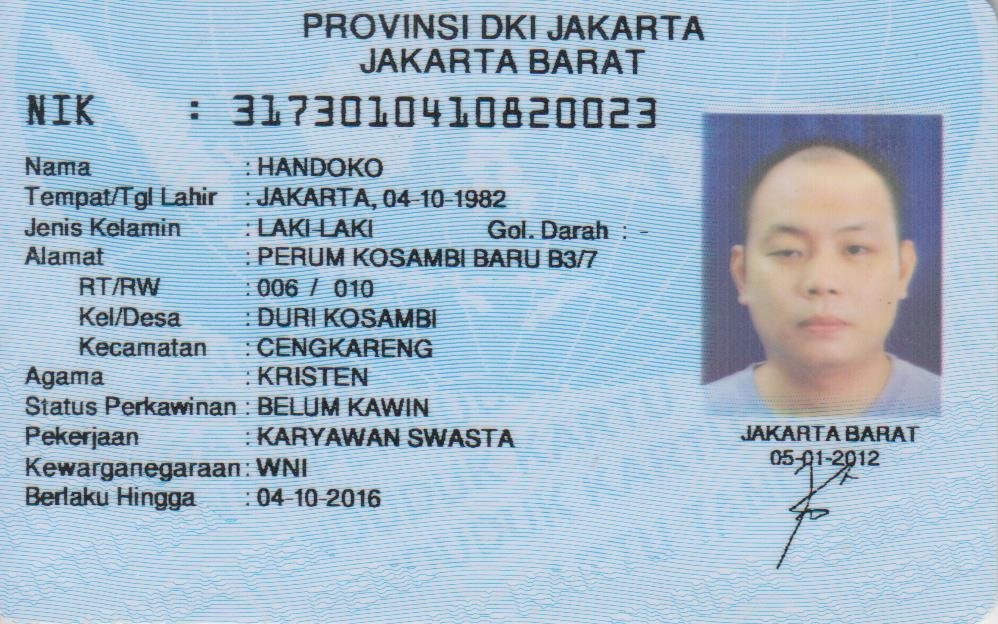 PROVINSI DKI JAKARTA
JAKARTA BARAT
NIK : 3173010410820023
Nama : HANDOKO
Tempat/Tgl Lahir : JAKARTA, 04-10-1982
Jenis Kelamin : LAKI-LAKI Gol. Darah : -
Alamat : PERUM KOSAMBI BARU B3/7
RT/RW : 006 / 010
Kel/Desa : DURI KOSAMBI
Kecamatan : CENGKARENG
Agama : KRISTEN
Status Perkawinan : BELUM KAWIN
Pekerjaan : KARYAWAN SWASTA
Kewarganegaraan : WNI
Berlaku Hingga : 04-10-2016
JAKARTA BARAT
05-01-2012